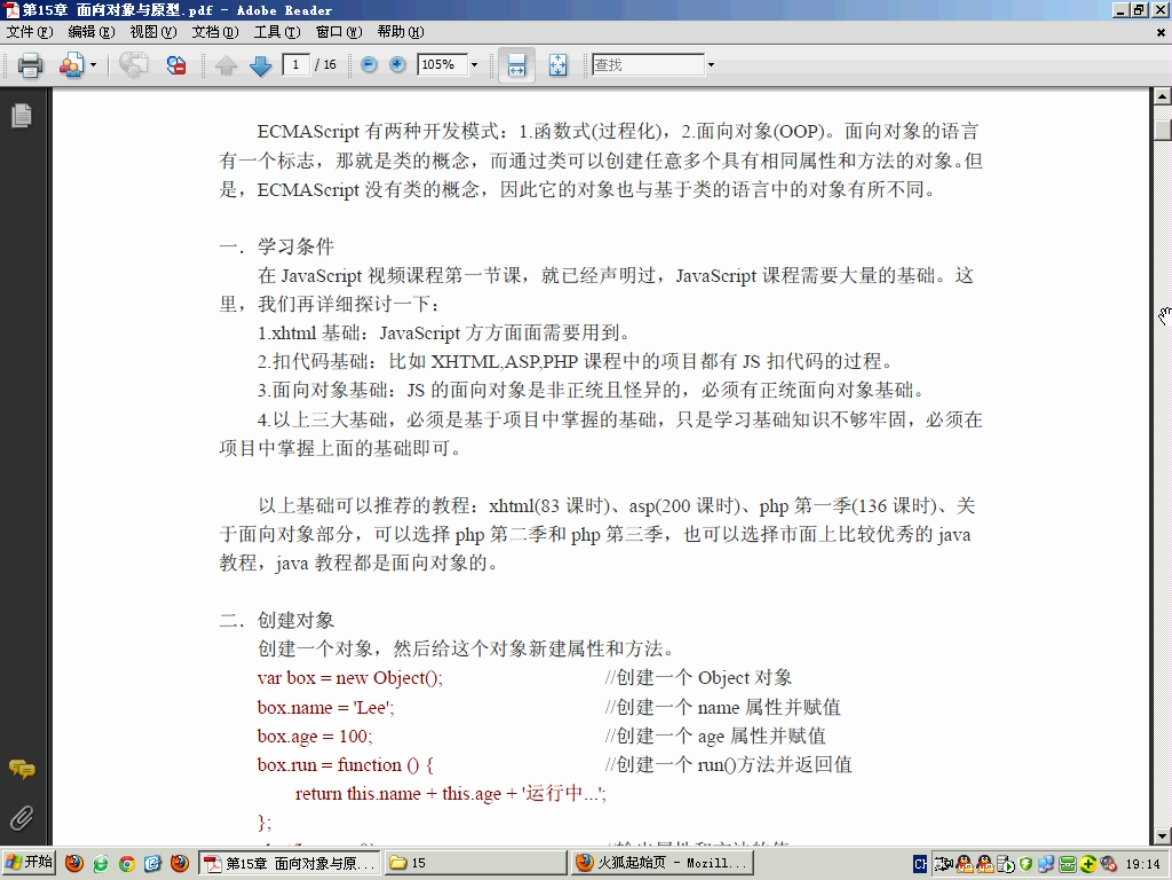 第15章 面向对象与原型.pdf - Adobe Reader
文件(F) 编辑(E) 视图(V) 文档(D) 工具(T) 窗口(W) 帮助(H)
1 / 16 105% 查找
ECMAScript 有两种开发模式：1.函数式(过程化)，2.面向对象(OOP)。面向对象的语言
有一个标志，那就是类的概念，而通过类可以创建任意多个具有相同属性和方法的对象。但
是，ECMAScript 没有类的概念，因此它的对象也与基于类的语言中的对象有所不同。
一．学习条件
在 JavaScript 视频课程第一节课，就已经声明过，JavaScript 课程需要大量的基础。这
里，我们再详细探讨一下：
1.xhtml 基础：JavaScript 方方面面需要用到。
2.扣代码基础：比如 XHTML,ASP,PHP 课程中的项目都有 JS 扣代码的过程。
3.面向对象基础：JS 的面向对象是非正统且怪异的，必须有正统面向对象基础。
4.以上三大基础，必须是基于项目中掌握的基础，只是学习基础知识不够牢固，必须在
项目中掌握上面的基础即可。
以上基础可以推荐的教程：xhtml(83 课时)、asp(200 课时)、php 第一季(136 课时)、关
于面向对象部分，可以选择 php 第二季和 php 第三季，也可以选择市面上比较优秀的 java
教程，java 教程都是面向对象的。
二．创建对象
创建一个对象，然后给这个对象新建属性和方法。
var box = new Object(); //创建一个 Object 对象
box.name = 'Lee'; //创建一个 name 属性并赋值
box.age = 100; //创建一个 age 属性并赋值
box.run = function () { //创建一个 run()方法并返回值
return this.name + this.age + '运行中...';
};
开始 第15章 面向对象与原... 15 火狐起始页 - Mozill... 19:14